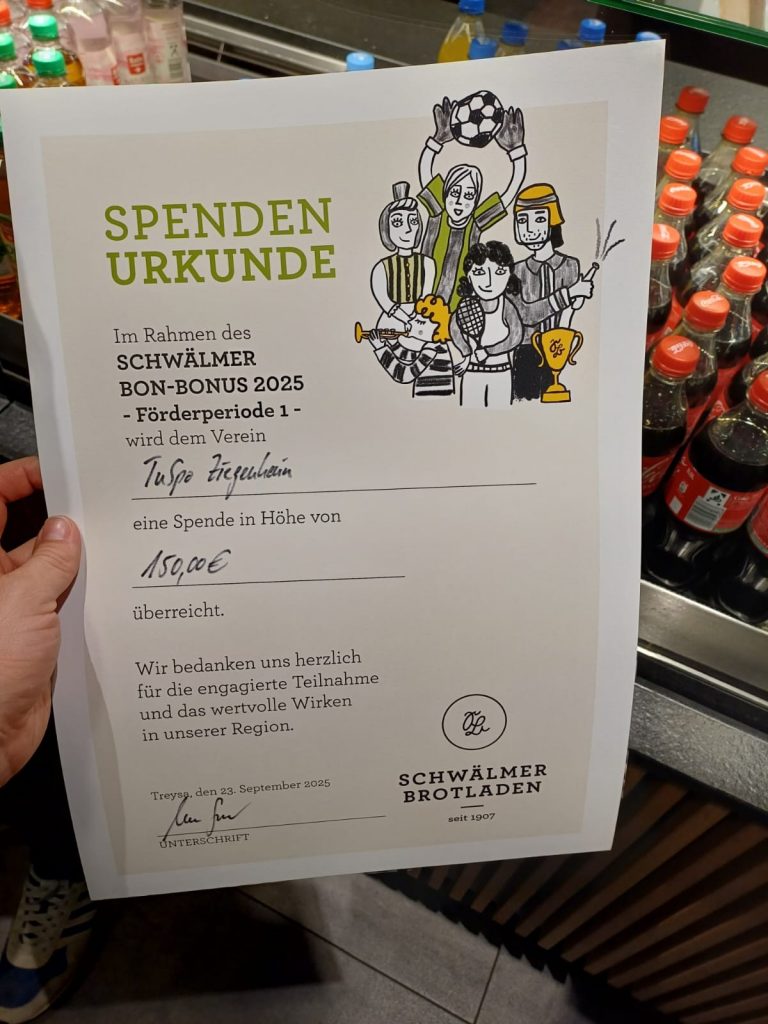 SPENDEN
URKUNDE
Im Rahmen des
SCHWÄLMER
BON-BONUS 2025
- Förderperiode 1 -
wird dem Verein
TuSpo Ziegenhain
eine Spende in Höhe von
150,00€
überreicht.
Wir bedanken uns herzlich
für die engagierte Teilnahme
und das wertvolle Wirken
in unserer Region.
Treysa, den 23. September 2025
UNTERSCHRIFT
SCHWÄLMER
BROTLADEN
seit 1907